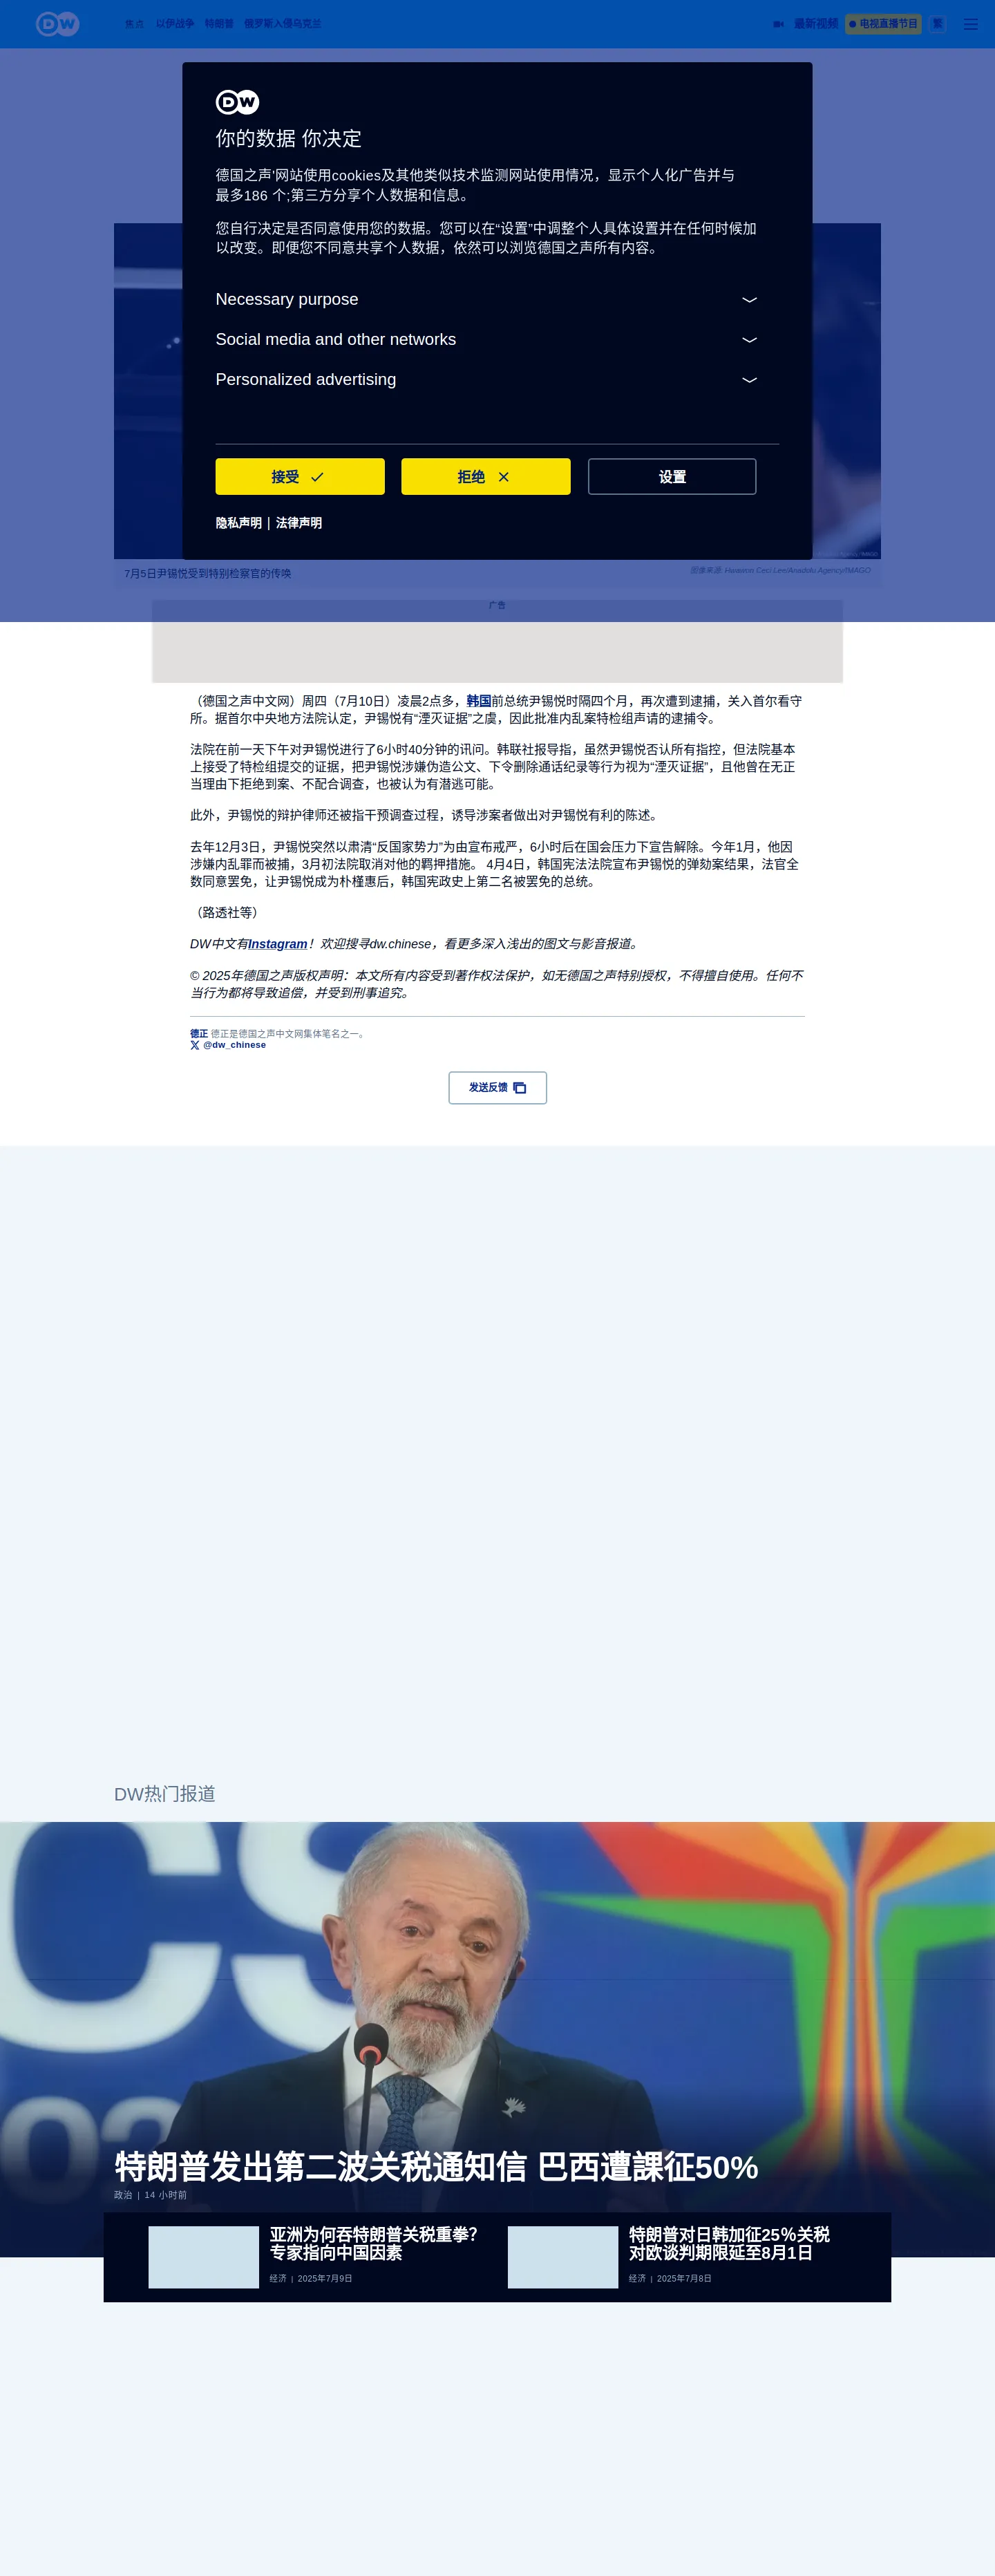 DW
焦点 以伊战争 特朗普 俄罗斯入侵乌克兰
最新视频 电视直播节目 繁
DW
你的数据 你决定
德国之声'网站使用cookies及其他类似技术监测网站使用情况，显示个人化广告并与
最多186 个;第三方分享个人数据和信息。
您自行决定是否同意使用您的数据。您可以在“设置”中调整个人具体设置并在任何时候加
以改变。即便您不同意共享个人数据，依然可以浏览德国之声所有内容。
Necessary purpose
Social media and other networks
Personalized advertising
接受 拒绝 设置
隐私声明 | 法律声明
7月5日尹锡悦受到特别检察官的传唤
图像来源: Hwawon Ceci Lee/Anadolu Agency/IMAGO
广告
（德国之声中文网）周四（7月10日）凌晨2点多，韩国前总统尹锡悦时隔四个月，再次遭到逮捕，关入首尔看守
所。据首尔中央地方法院认定，尹锡悦有“湮灭证据”之虞，因此批准内乱案特检组声请的逮捕令。
法院在前一天下午对尹锡悦进行了6小时40分钟的讯问。韩联社报导指，虽然尹锡悦否认所有指控，但法院基本
上接受了特检组提交的证据，把尹锡悦涉嫌伪造公文、下令删除通话纪录等行为视为“湮灭证据”，且他曾在无正
当理由下拒绝到案、不配合调查，也被认为有潜逃可能。
此外，尹锡悦的辩护律师还被指干预调查过程，诱导涉案者做出对尹锡悦有利的陈述。
去年12月3日，尹锡悦突然以肃清“反国家势力”为由宣布戒严，6小时后在国会压力下宣告解除。今年1月，他因
涉嫌内乱罪而被捕，3月初法院取消对他的羁押措施。 4月4日，韩国宪法法院宣布尹锡悦的弹劾案结果，法官全
数同意罢免，让尹锡悦成为朴槿惠后，韩国宪政史上第二名被罢免的总统。
（路透社等）
DW中文有Instagram！欢迎搜寻dw.chinese，看更多深入浅出的图文与影音报道。
© 2025年德国之声版权声明：本文所有内容受到著作权法保护，如无德国之声特别授权，不得擅自使用。任何不
当行为都将导致追偿，并受到刑事追究。
德正 德正是德国之声中文网集体笔名之一。
@dw_chinese
发送反馈
DW热门报道
特朗普发出第二波关税通知信 巴西遭課征50%
政治 | 14 小时前
亚洲为何吞特朗普关税重拳？
专家指向中国因素
经济 | 2025年7月9日
特朗普对日韩加征25%关税
对欧谈判期限延至8月1日
经济 | 2025年7月8日